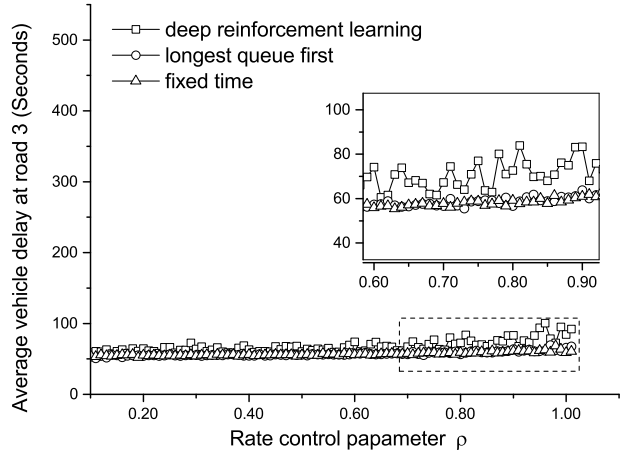 deep reinforcement learning
longest queue first
fixed time
Average vehicle delay at road 3 (Seconds)
500
400
300
200
100
0
100
80
60
40
0.60 0.70 0.80 0.90
0.20 0.40 0.60 0.80 1.00
Rate control papameter ρ